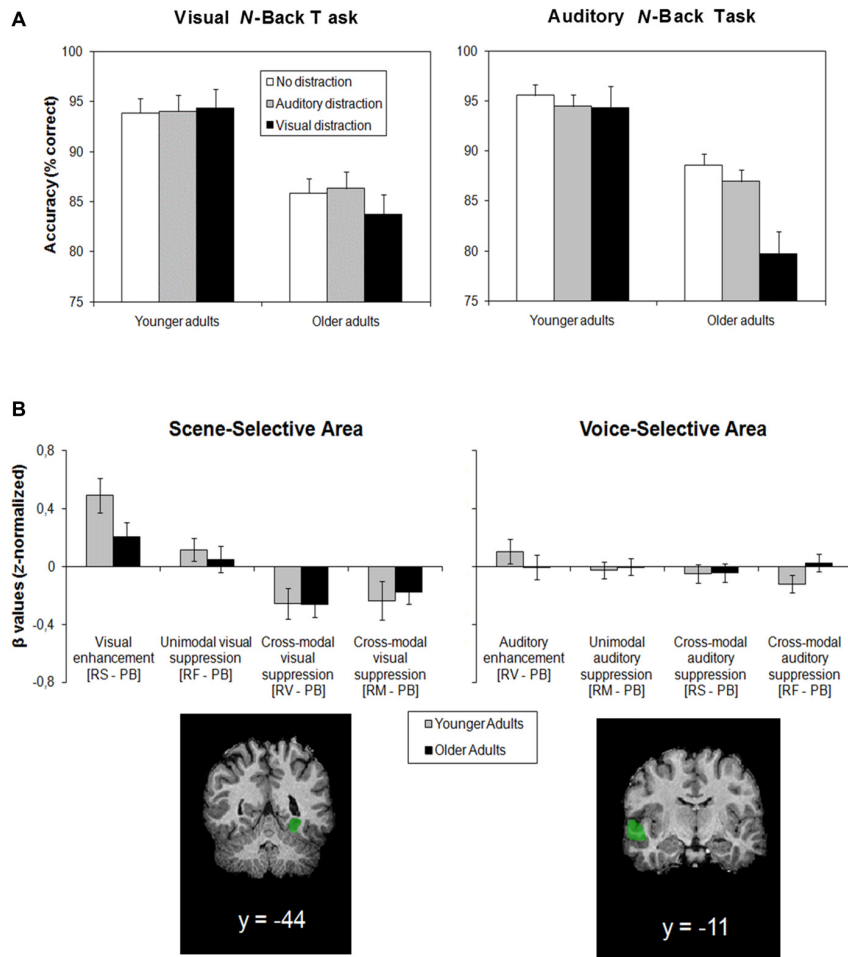 A
Visual N-Back T ask
Auditory N-Back Task
Accuracy (% correct)
100
95
90
85
80
75
No distraction
Auditory distraction
Visual distraction
Younger adults
Older adults
100
95
90
85
80
75
Younger adults
Older adults
B
Scene-Selective Area
Voice-Selective Area
β values (z-normalized)
0,8
0,4
0
-0,4
-0,8
Visual
enhancement
[RS - PB]
Unimodal visual
suppression
[RF - PB]
Cross-modal
visual
suppression
[RV - PB]
Cross-modal
visual
suppression
[RM - PB]
Auditory
enhancement
[RV - PB]
Unimodal
auditory
suppression
[RM - PB]
Cross-modal
auditory
suppression
[RS - PB]
Cross-modal
auditory
suppression
[RF - PB]
Younger Adults
Older Adults
y = -44
y = -11